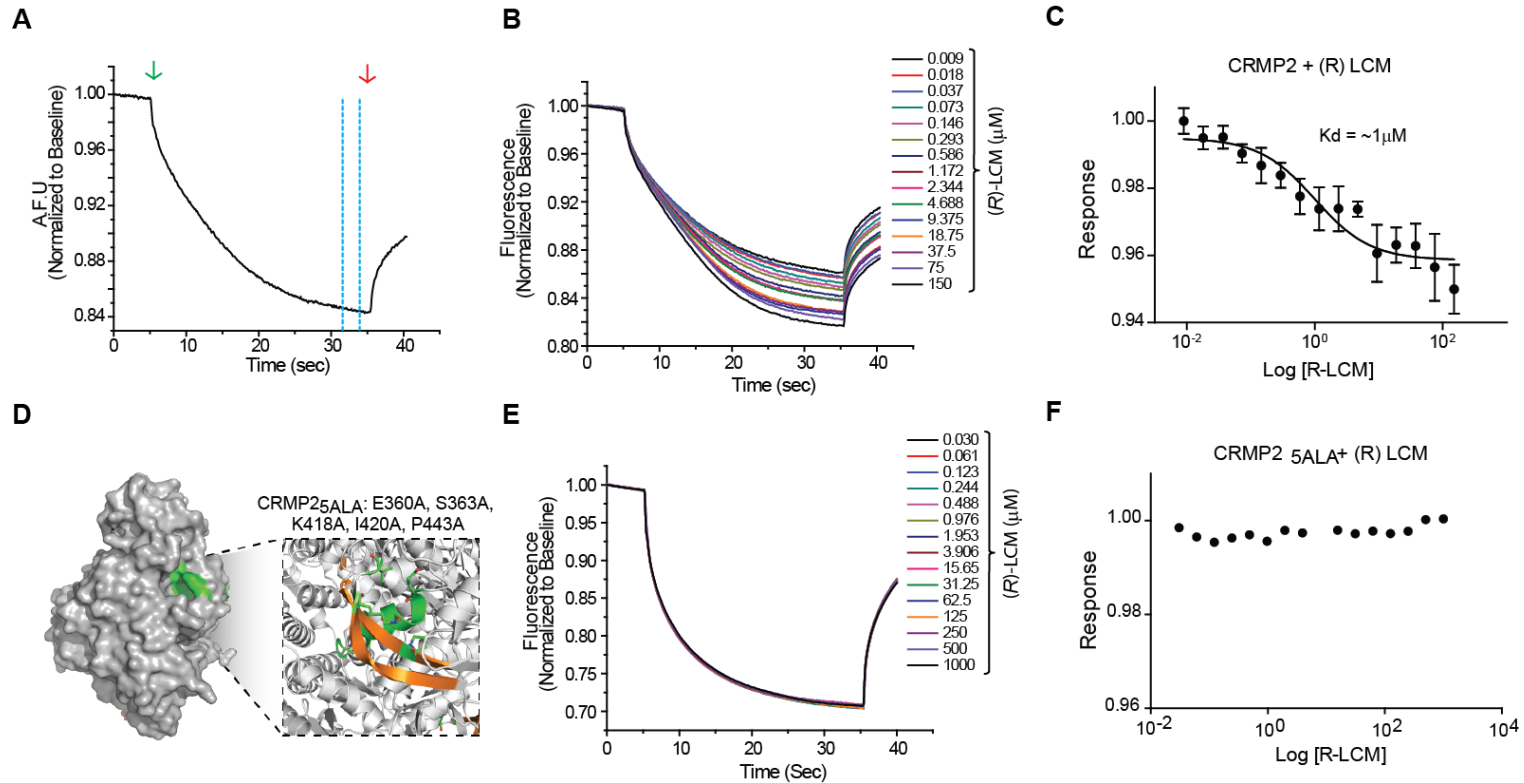 A
A.F.U
(Normalized to Baseline)
1.00
0.96
0.92
0.88
0.84
0
10
20
30
40
Time (sec)
B
Fluorescence
(Normalized to Baseline)
1.00
0.96
0.92
0.88
0.84
0.80
0
10
20
30
40
Time (sec)
0.009
0.018
0.037
0.073
0.146
0.293
0.586
1.172
2.344
4.688
9.375
18.75
37.5
75
150
(R)-LCM (μM)
C
CRMP2 + (R) LCM
Kd = ~1μM
Response
1.00
0.98
0.96
0.94
10-2
100
102
Log [R-LCM]
D
CRMP25ALA: E360A, S363A,
K418A, I420A, P443A
E
Fluorescence
(Normalized to Baseline)
1.00
0.95
0.90
0.85
0.80
0.75
0.70
0
10
20
30
40
Time (Sec)
0.030
0.061
0.123
0.244
0.488
0.976
1.953
3.906
15.65
31.25
62.5
125
250
500
1000
(R)-LCM (μM)
F
CRMP2 5ALA+ (R) LCM
Response
1.00
0.98
0.96
10-2
100
102
104
Log [R-LCM]